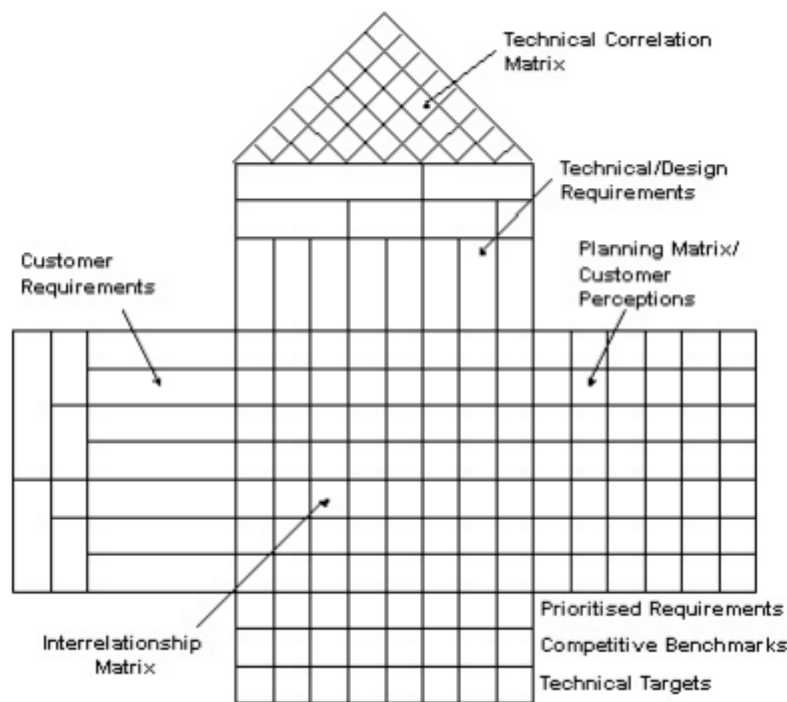 Technical Correlation
Matrix
Technical/Design
Requirements
Customer
Requirements
Planning Matrix/
Customer
Perceptions
Interrelationship
Matrix
Prioritised Requirements
Competitive Benchmarks
Technical Targets